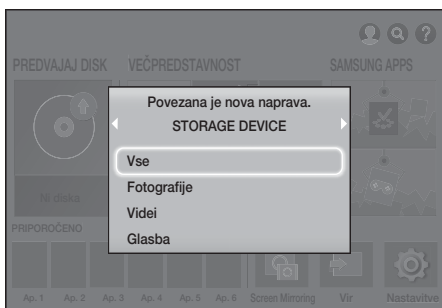 PREDVAJAJ DISK VEČPREDSTAVNOST SAMSUNG APPS
Povezana je nova naprava.
STORAGE DEVICE
Vse
Fotografije
Videi
Glasba
Ni diska
PRIPOROČENO
Ap. 1 Ap. 2 Ap. 3 Ap. 4 Ap. 5 Ap. 6 Screen Mirroring Vir Nastavitve